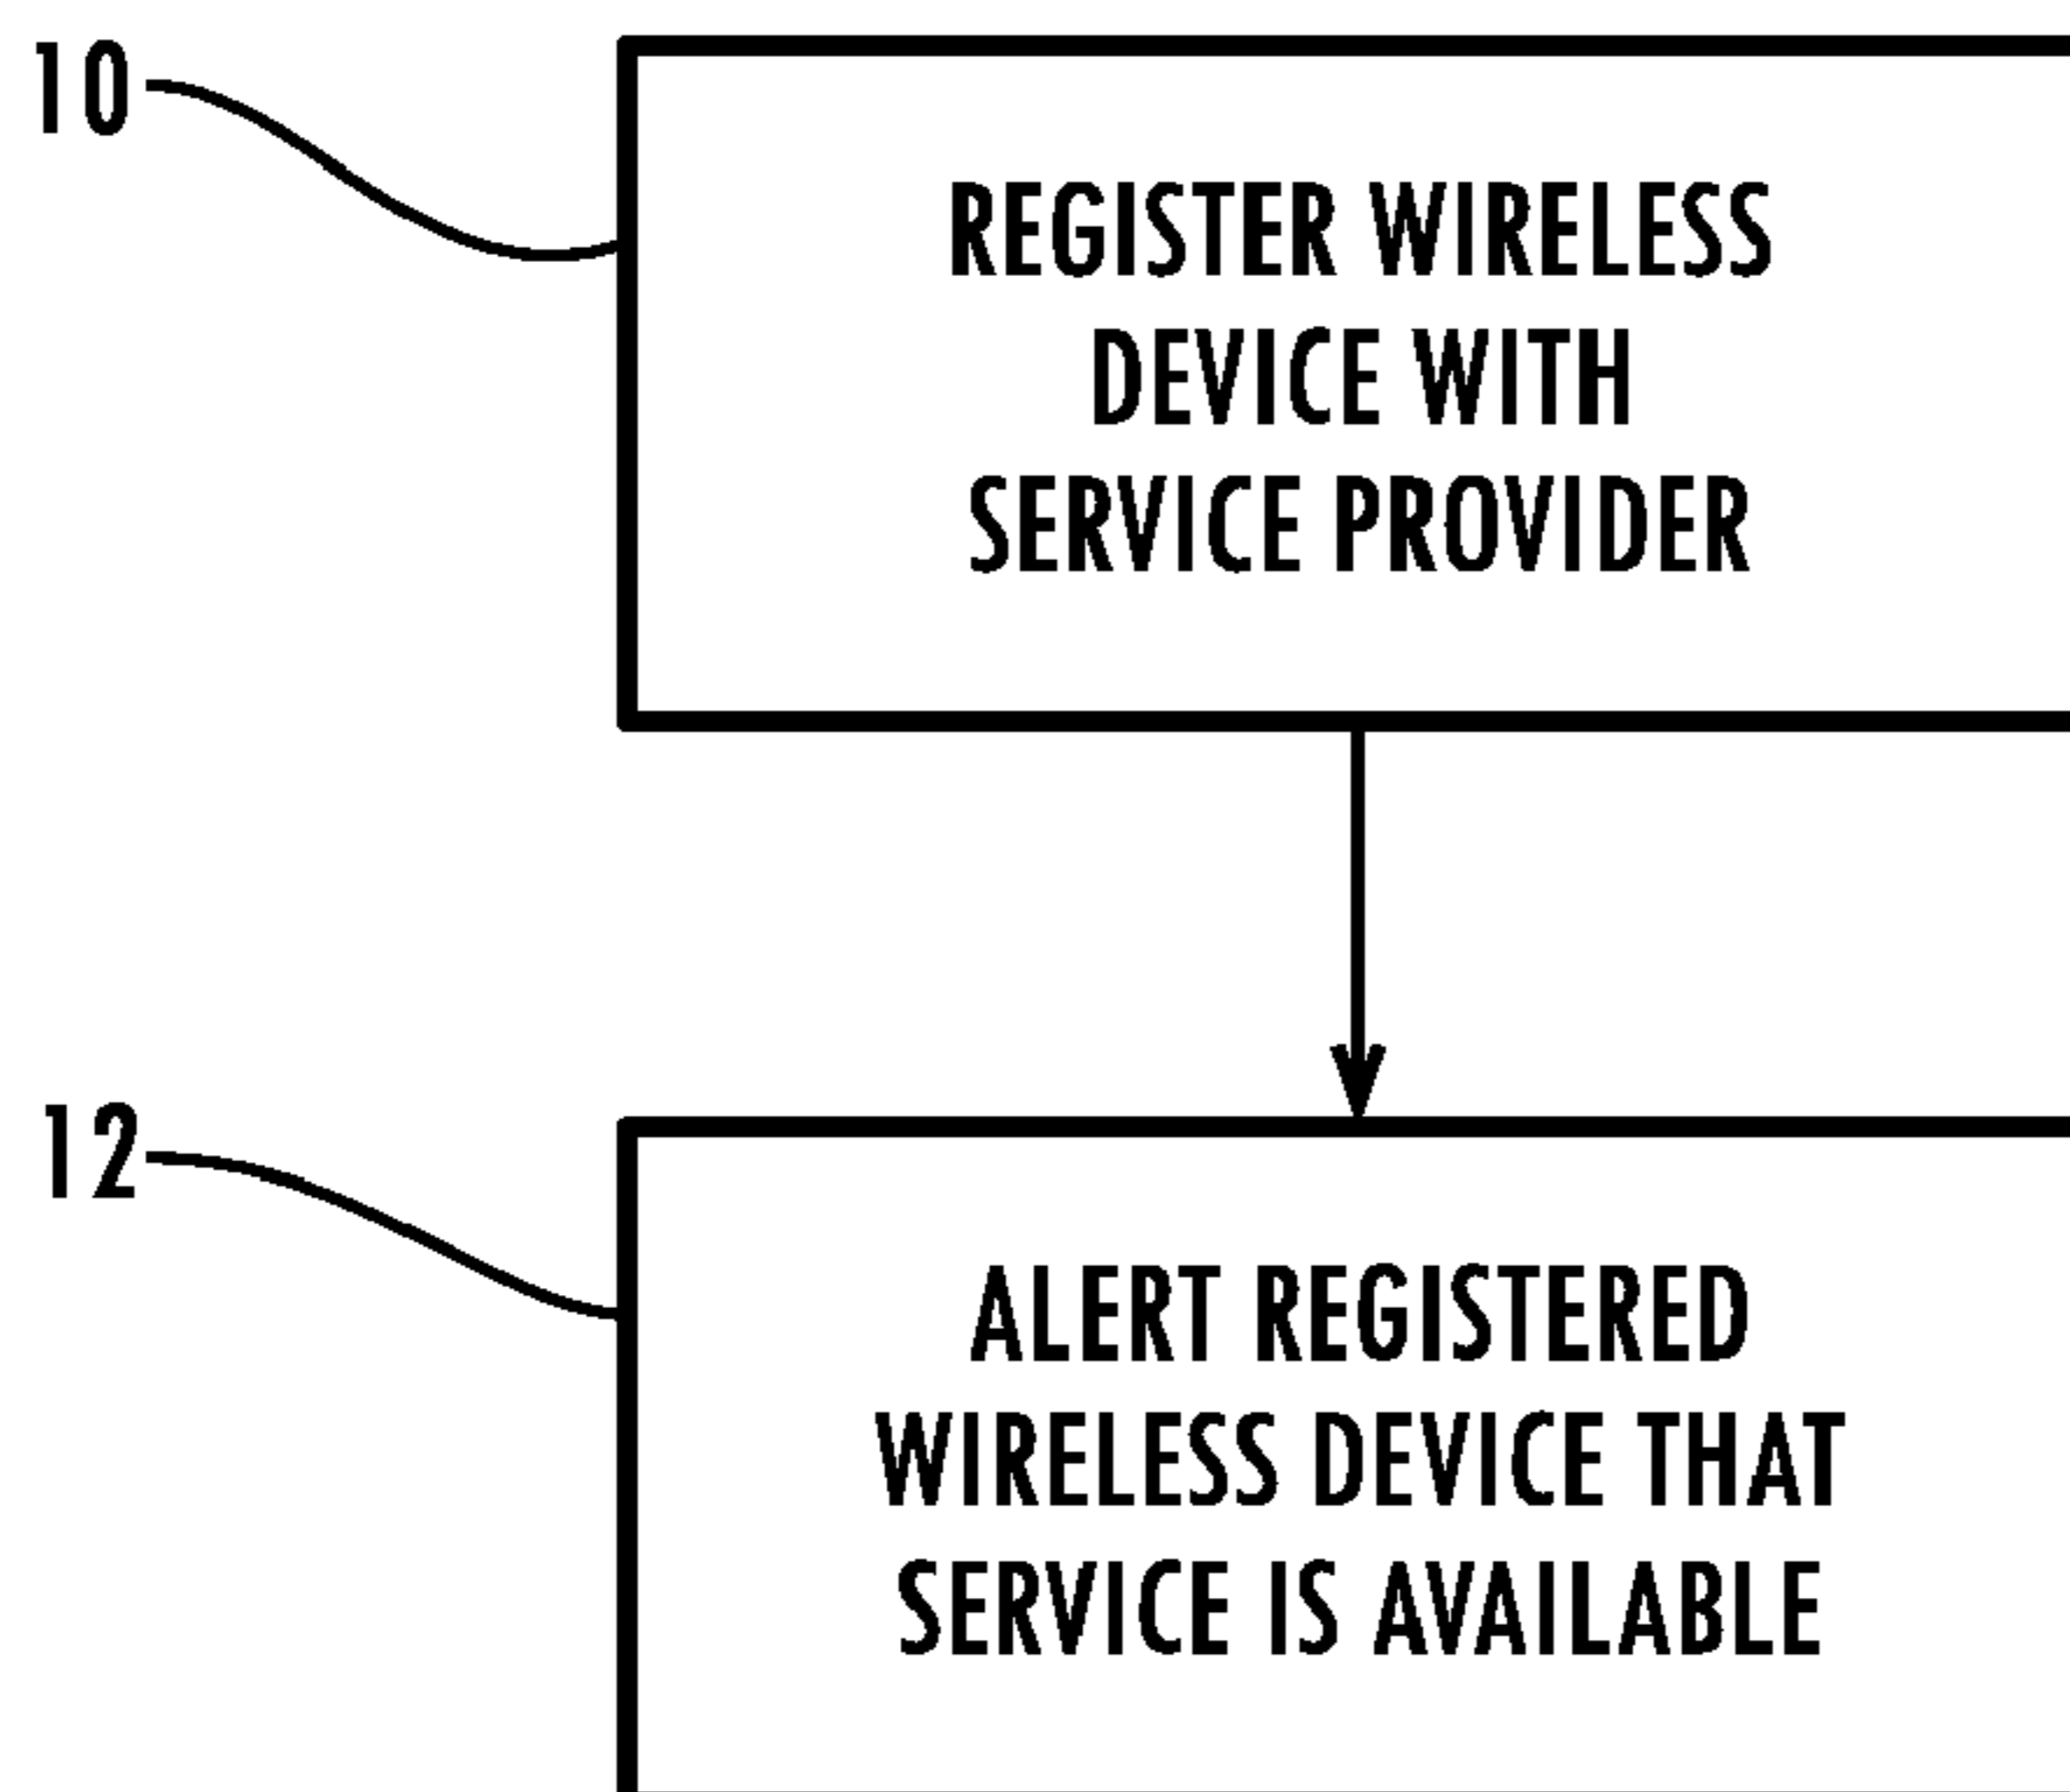 10
REGISTER WIRELESS
DEVICE WITH
SERVICE PROVIDER
12
ALERT REGISTERED
WIRELESS DEVICE THAT
SERVICE IS AVAILABLE